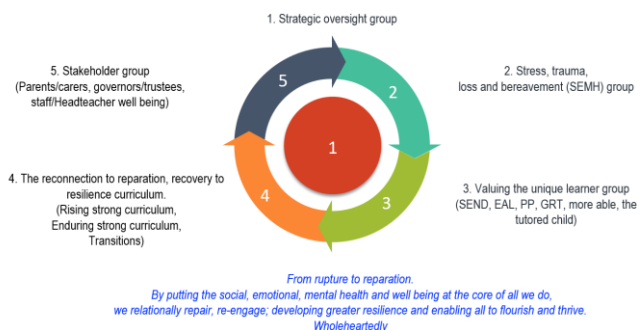 1. Strategic oversight group
5. Stakeholder group
(Parents/carers, governors/trustees,
staff/Headteacher well being)
5
2
2. Stress, trauma,
loss and bereavement (SEMH) group
1
4. The reconnection to reparation, recovery to
resilience curriculum.
(Rising strong curriculum,
Enduring strong curriculum,
Transitions)
4
3
3. Valuing the unique learner group
(SEND, EAL, PP, GRT, more able, the
tutored child)
From rupture to reparation.
By putting the social, emotional, mental health and well being at the core of all we do,
we relationally repair, re-engage; developing greater resilience and enabling all to flourish and thrive.
Wholeheartedly